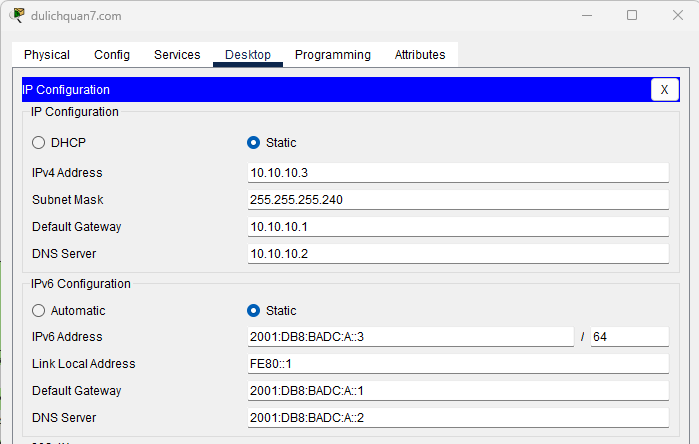 dulichquan7.com
Physical Config Services Desktop Programming Attributes
IP Configuration X
IP Configuration
DHCP Static
IPv4 Address 10.10.10.3
Subnet Mask 255.255.255.240
Default Gateway 10.10.10.1
DNS Server 10.10.10.2
IPv6 Configuration
Automatic Static
IPv6 Address 2001:DB8:BADC:A::3 / 64
Link Local Address FE80::1
Default Gateway 2001:DB8:BADC:A::1
DNS Server 2001:DB8:BADC:A::2